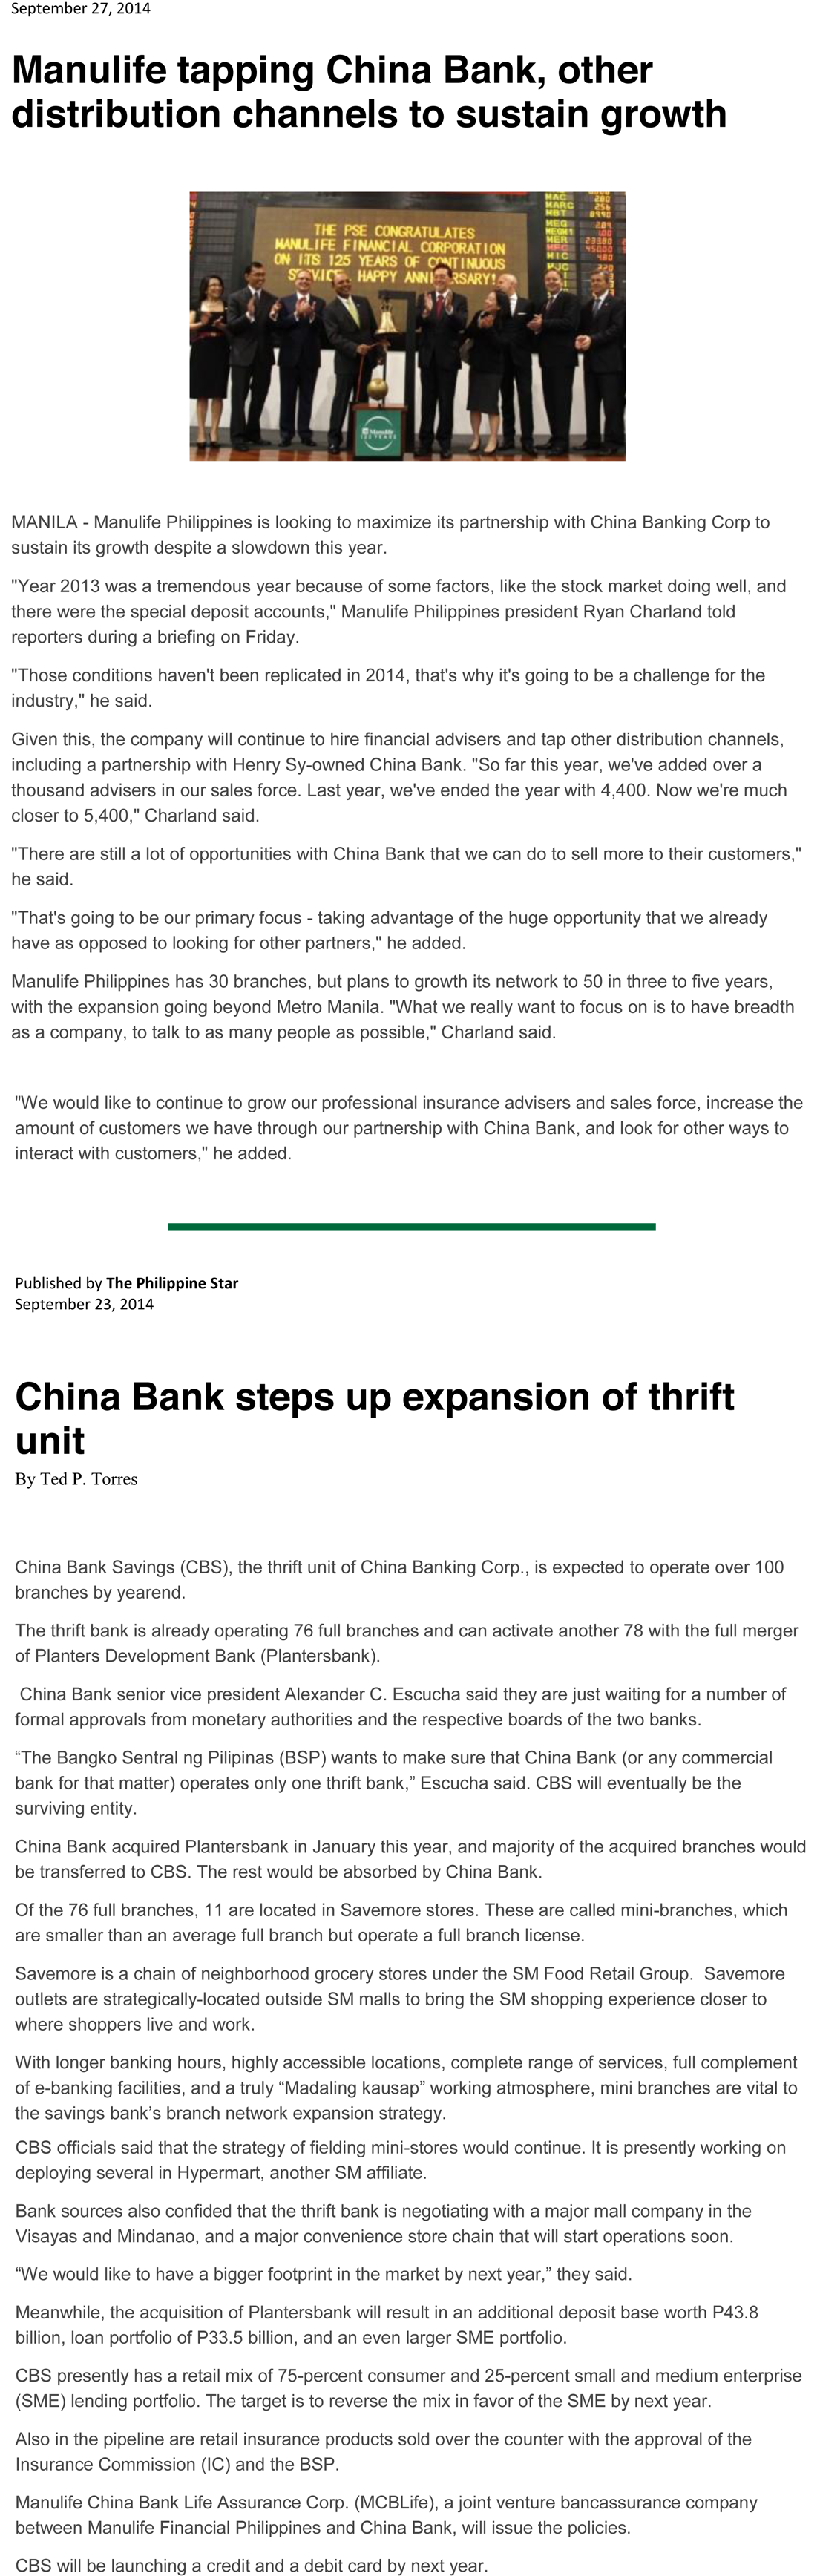 September 27, 2014
Manulife tapping China Bank, other
distribution channels to sustain growth
THE PSE CONGRATULATES
MANULIFE FINANCIAL CORPORATION
ON ITS 125 YEARS OF CONTINUOUS
SERVICE. HAPPY ANNIVERSARY!
Manulife
125 YEARS
MANILA - Manulife Philippines is looking to maximize its partnership with China Banking Corp to
sustain its growth despite a slowdown this year.
"Year 2013 was a tremendous year because of some factors, like the stock market doing well, and
there were the special deposit accounts," Manulife Philippines president Ryan Charland told
reporters during a briefing on Friday.
"Those conditions haven't been replicated in 2014, that's why it's going to be a challenge for the
industry," he said.
Given this, the company will continue to hire financial advisers and tap other distribution channels,
including a partnership with Henry Sy-owned China Bank. "So far this year, we've added over a
thousand advisers in our sales force. Last year, we've ended the year with 4,400. Now we're much
closer to 5,400," Charland said.
"There are still a lot of opportunities with China Bank that we can do to sell more to their customers,"
he said.
"That's going to be our primary focus - taking advantage of the huge opportunity that we already
have as opposed to looking for other partners," he added.
Manulife Philippines has 30 branches, but plans to growth its network to 50 in three to five years,
with the expansion going beyond Metro Manila. "What we really want to focus on is to have breadth
as a company, to talk to as many people as possible," Charland said.
"We would like to continue to grow our professional insurance advisers and sales force, increase the
amount of customers we have through our partnership with China Bank, and look for other ways to
interact with customers," he added.
Published by The Philippine Star
September 23, 2014
China Bank steps up expansion of thrift
unit
By Ted P. Torres
China Bank Savings (CBS), the thrift unit of China Banking Corp., is expected to operate over 100
branches by yearend.
The thrift bank is already operating 76 full branches and can activate another 78 with the full merger
of Planters Development Bank (Plantersbank).
China Bank senior vice president Alexander C. Escucha said they are just waiting for a number of
formal approvals from monetary authorities and the respective boards of the two banks.
“The Bangko Sentral ng Pilipinas (BSP) wants to make sure that China Bank (or any commercial
bank for that matter) operates only one thrift bank,” Escucha said. CBS will eventually be the
surviving entity.
China Bank acquired Plantersbank in January this year, and majority of the acquired branches would
be transferred to CBS. The rest would be absorbed by China Bank.
Of the 76 full branches, 11 are located in Savemore stores. These are called mini-branches, which
are smaller than an average full branch but operate a full branch license.
Savemore is a chain of neighborhood grocery stores under the SM Food Retail Group.  Savemore
outlets are strategically-located outside SM malls to bring the SM shopping experience closer to
where shoppers live and work.
With longer banking hours, highly accessible locations, complete range of services, full complement
of e-banking facilities, and a truly “Madaling kausap” working atmosphere, mini branches are vital to
the savings bank’s branch network expansion strategy.
CBS officials said that the strategy of fielding mini-stores would continue. It is presently working on
deploying several in Hypermart, another SM affiliate.
Bank sources also confided that the thrift bank is negotiating with a major mall company in the
Visayas and Mindanao, and a major convenience store chain that will start operations soon.
“We would like to have a bigger footprint in the market by next year,” they said.
Meanwhile, the acquisition of Plantersbank will result in an additional deposit base worth P43.8
billion, loan portfolio of P33.5 billion, and an even larger SME portfolio.
CBS presently has a retail mix of 75-percent consumer and 25-percent small and medium enterprise
(SME) lending portfolio. The target is to reverse the mix in favor of the SME by next year.
Also in the pipeline are retail insurance products sold over the counter with the approval of the
Insurance Commission (IC) and the BSP.
Manulife China Bank Life Assurance Corp. (MCBLife), a joint venture bancassurance company
between Manulife Financial Philippines and China Bank, will issue the policies.
CBS will be launching a credit and a debit card by next year.